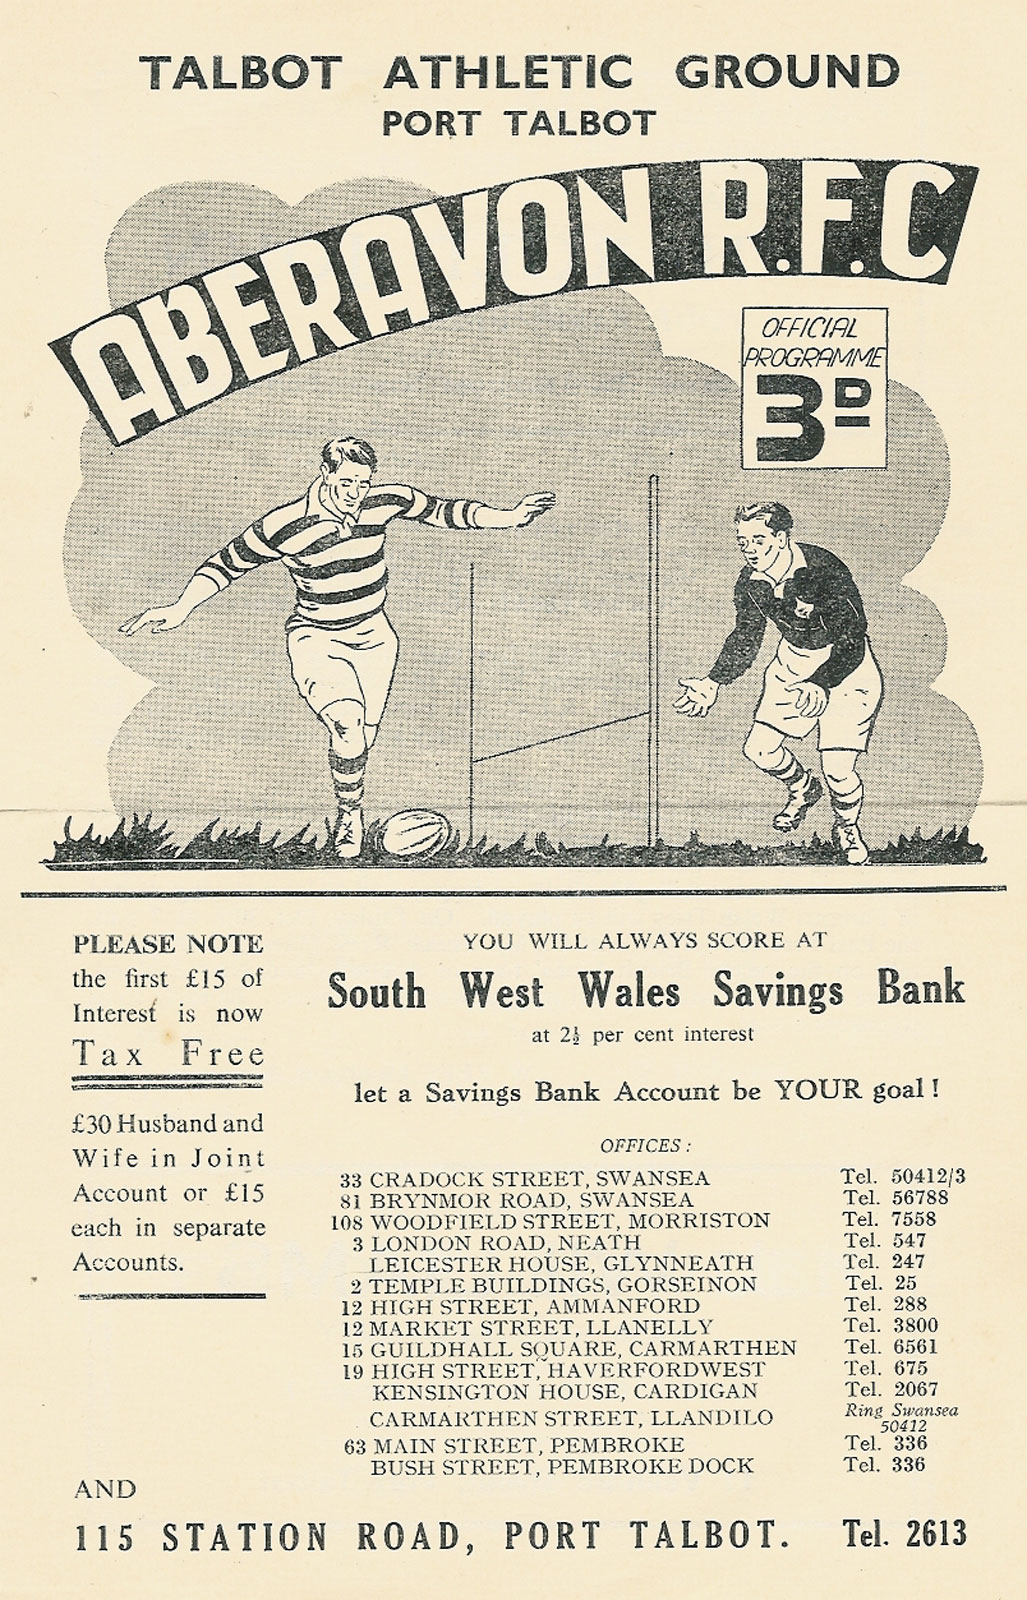 TALBOT ATHLETIC GROUND
PORT TALBOT
ABERAVON R.F.C
OFFICIAL
PROGRAMME
3D
PLEASE NOTE
the first £15 of
Interest is now
Tax Free
£30 Husband and
Wife in Joint
Account or £15
each in separate
Accounts.
YOU WILL ALWAYS SCORE AT
South West Wales Savings Bank
at 2½ per cent interest
let a Savings Bank Account be YOUR goal!
OFFICES:
33 CRADOCK STREET, SWANSEA Tel. 50412/3
81 BRYNMOR ROAD, SWANSEA Tel. 56788
108 WOODFIELD STREET, MORRISTON Tel. 7558
3 LONDON ROAD, NEATH Tel. 547
LEICESTER HOUSE, GLYNNEATH Tel. 247
2 TEMPLE BUILDINGS, GORSEINON Tel. 25
12 HIGH STREET, AMMANFORD Tel. 288
12 MARKET STREET, LLANELLY Tel. 3800
15 GUILDHALL SQUARE, CARMARTHEN Tel. 6561
19 HIGH STREET, HAVERFORDWEST Tel. 675
KENSINGTON HOUSE, CARDIGAN Tel. 2067
CARMARTHEN STREET, LLANDILO Ring Swansea
50412
63 MAIN STREET, PEMBROKE Tel. 336
BUSH STREET, PEMBROKE DOCK Tel. 336
AND
115 STATION ROAD, PORT TALBOT. Tel. 2613